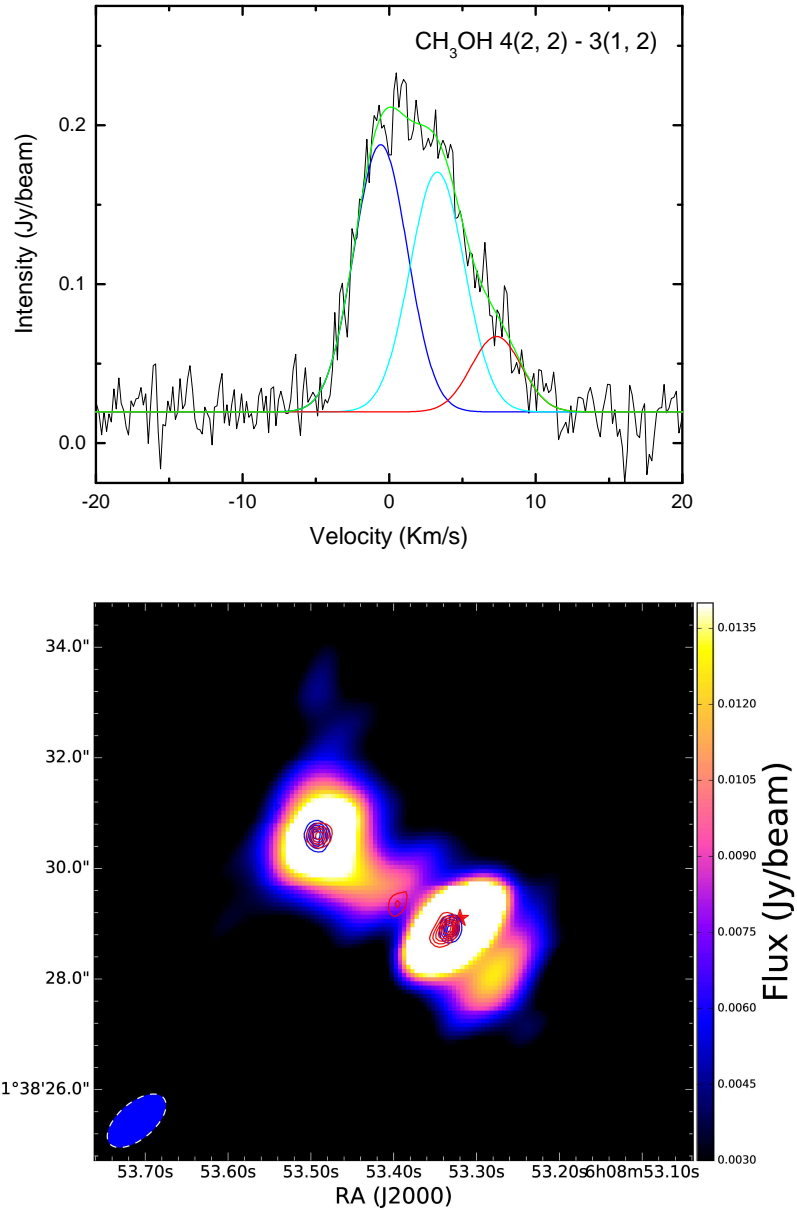 CH₃OH 4(2, 2) - 3(1, 2)
Intensity (Jy/beam)
0.2
0.1
0.0
-20
-10
0
10
20
Velocity (Km/s)
34.0"
32.0"
30.0"
28.0"
1°38'26.0"
53.70s
53.60s
53.50s
53.40s
53.30s
53.20s
6h08m53.10s
RA (J2000)
0.0135
0.0120
0.0105
0.0090
0.0075
0.0060
0.0045
0.0030
Flux (Jy/beam)